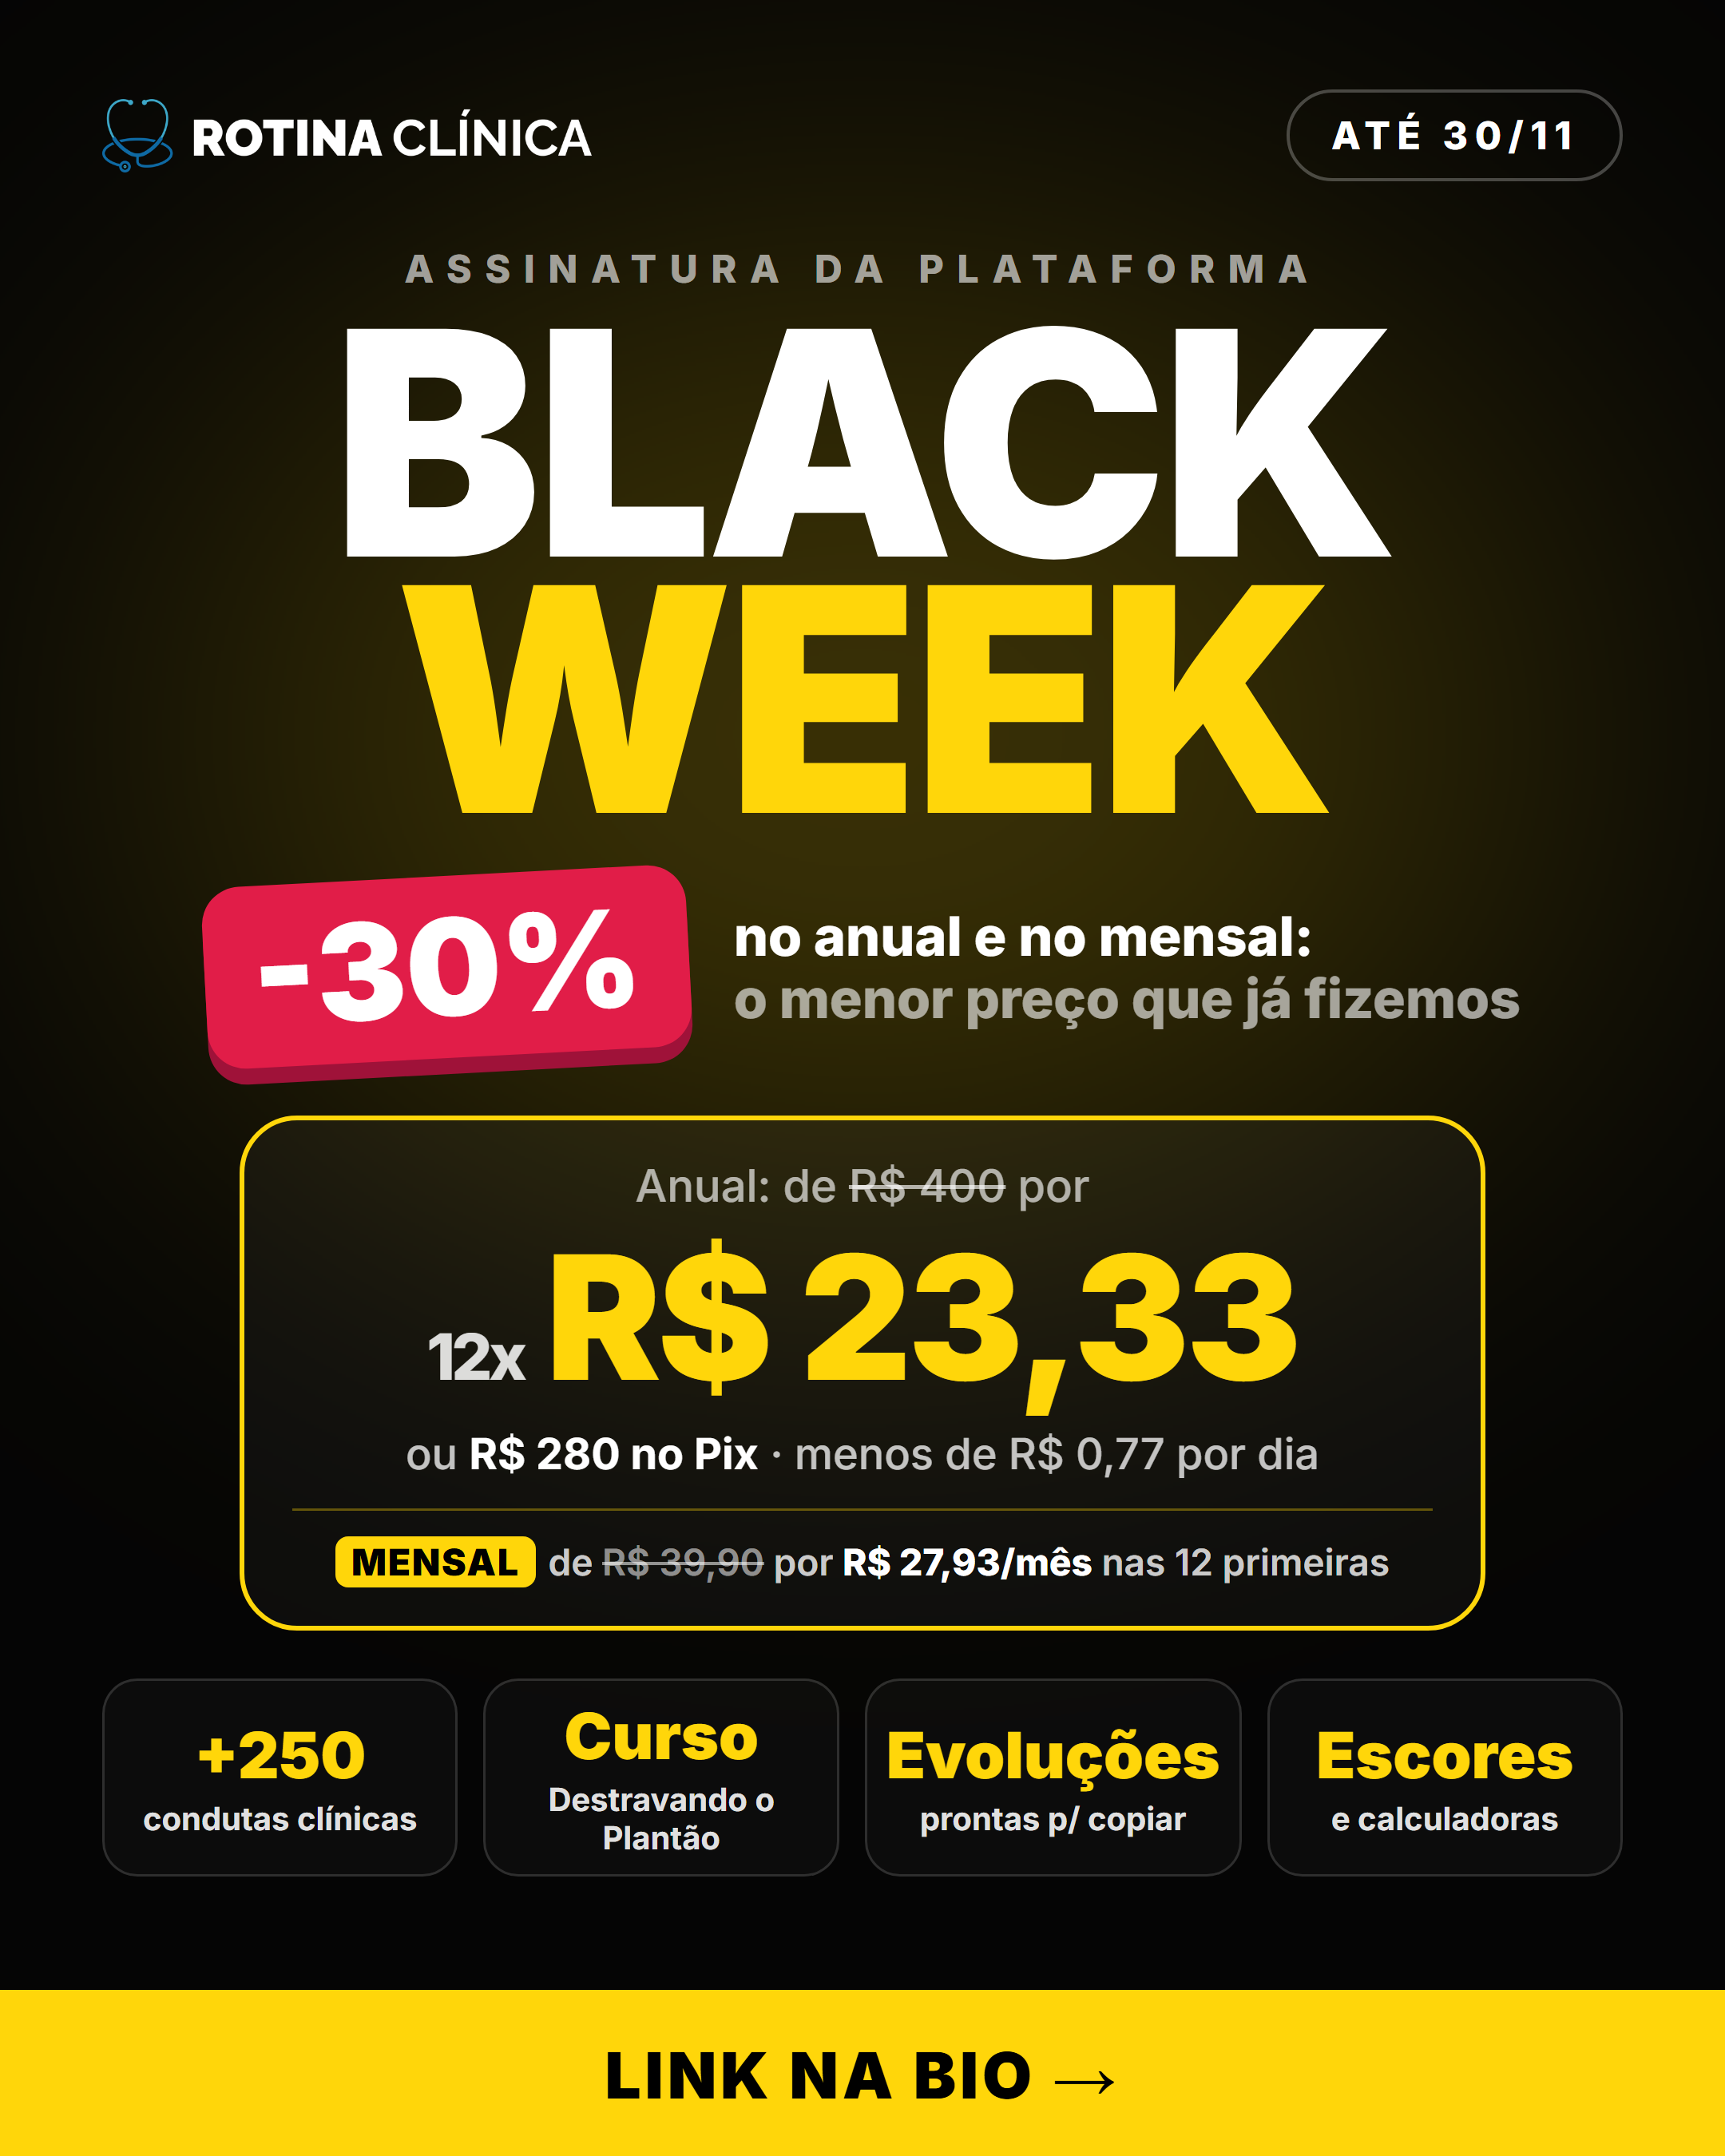 ROTINA CLÍNICA
ATÉ 30/11
ASSINATURA DA PLATAFORMA
BLACK
WEEK
-30%
no anual e no mensal:
o menor preço que já fizemos
Anual: de R$ 400 por
12x R$ 23,33
ou R$ 280 no Pix · menos de R$ 0,77 por dia
MENSAL de R$ 39,90 por R$ 27,93/mês nas 12 primeiras
+250
condutas clínicas
Curso
Destravando o
Plantão
Evoluções
prontas p/ copiar
Escores
e calculadoras
LINK NA BIO →